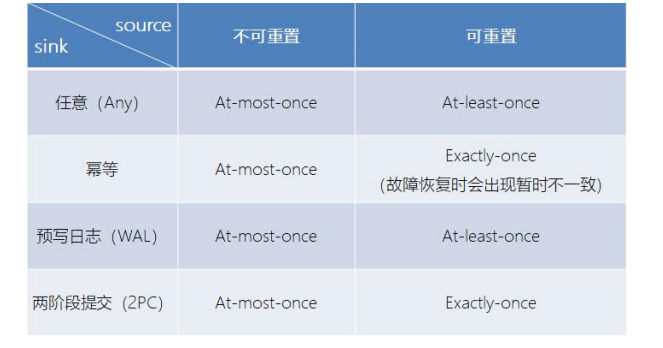 source
sink
不可重置
可重置
任意（Any）
At-most-once
At-least-once
幂等
At-most-once
Exactly-once
(故障恢复时会出现暂时不一致)
预写日志（WAL）
At-most-once
At-least-once
两阶段提交（2PC）
At-most-once
Exactly-once